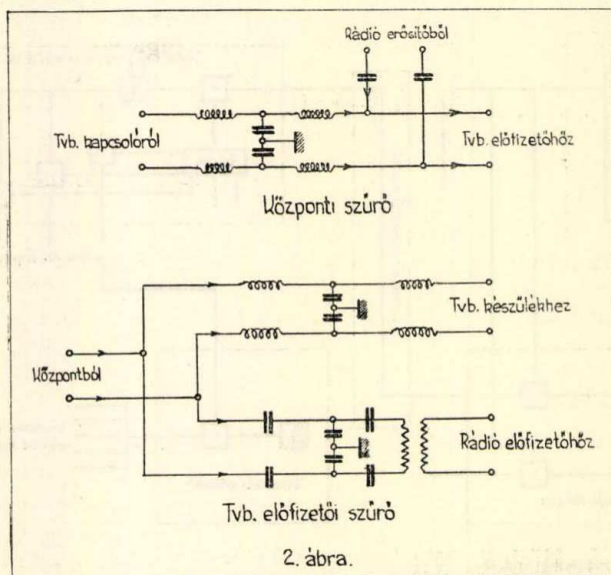 Rádió erősítőből
Tvb. kapcsolóról
Tvb. előfizetőhöz
Központi szűrő
Tvb. készülékhez
Központból
Rádió előfizetőhöz
Tvb. előfizetői szűrő
2. ábra.